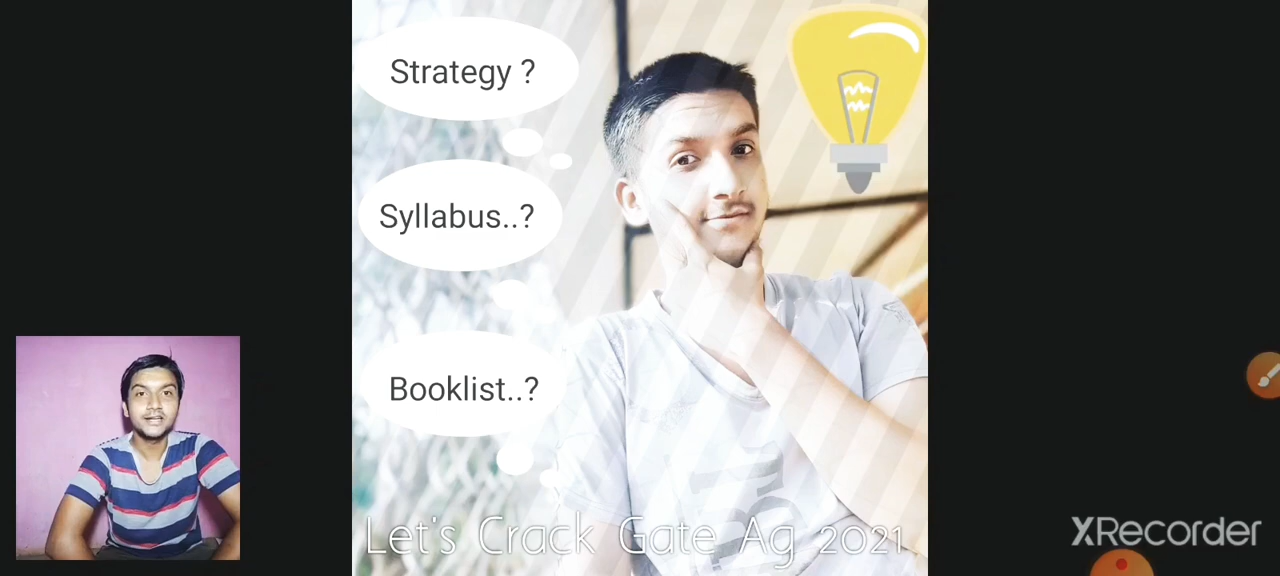 Strategy ?
Syllabus..?
Booklist..?
Let's Crack Gate Ag 2021
XRecorder